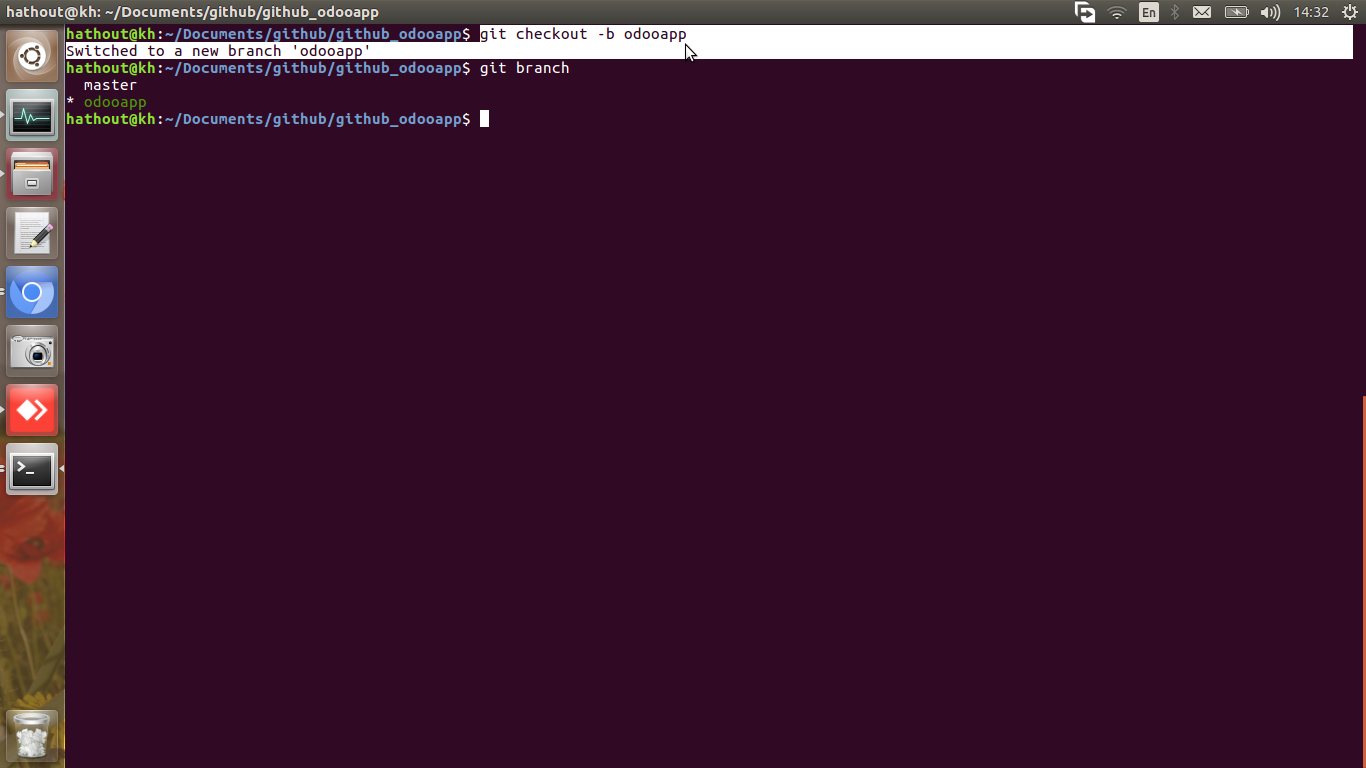 hathout@kh: ~/Documents/github/github_odooapp
En
14:32
hathout@kh:~/Documents/github/github_odooapp$ git checkout -b odooapp
Switched to a new branch 'odooapp'
hathout@kh:~/Documents/github/github_odooapp$ git branch
  master
* odooapp
hathout@kh:~/Documents/github/github_odooapp$